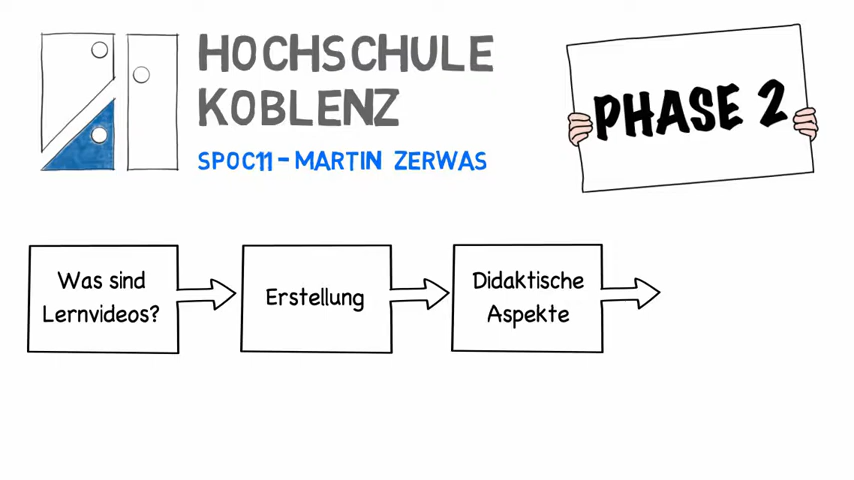 HOCHSCHULE
KOBLENZ
SPOC11 - MARTIN ZERWAS
PHASE 2
Was sind
Lernvideos?
Erstellung
Didaktische
Aspekte